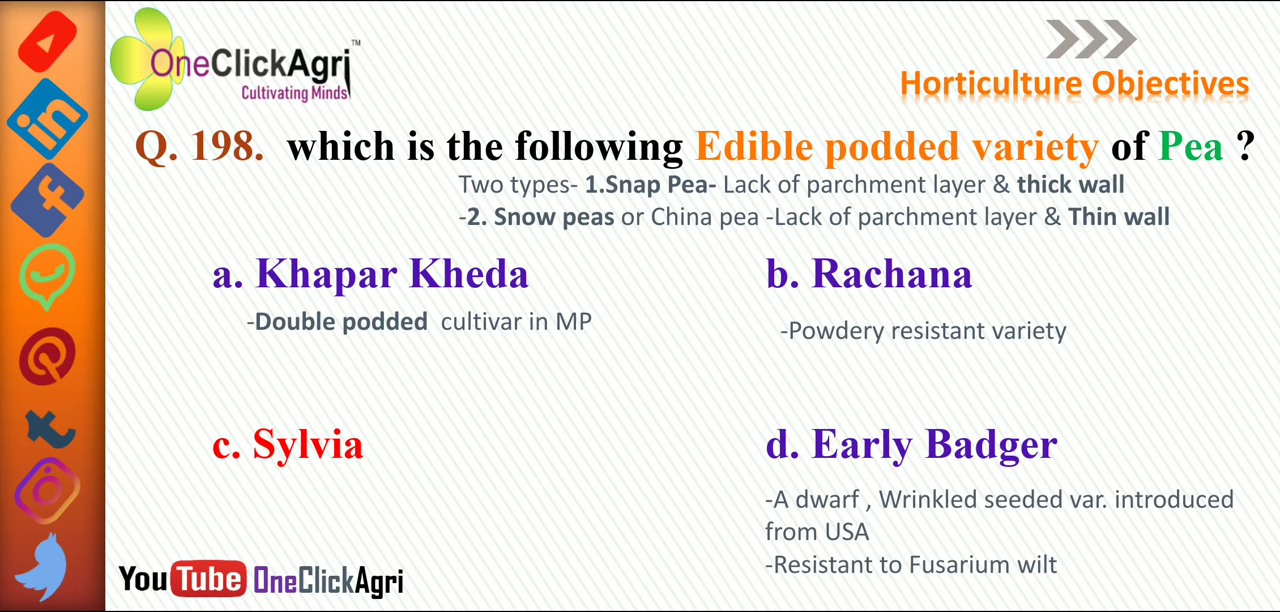 OneClickAgri™
Cultivating Minds
Horticulture Objectives
Q. 198. which is the following Edible podded variety of Pea ?
Two types- 1.Snap Pea- Lack of parchment layer & thick wall
-2. Snow peas or China pea -Lack of parchment layer & Thin wall
a. Khapar Kheda
-Double podded cultivar in MP
b. Rachana
-Powdery resistant variety
c. Sylvia
d. Early Badger
-A dwarf , Wrinkled seeded var. introduced
from USA
-Resistant to Fusarium wilt
YouTube OneClickAgri